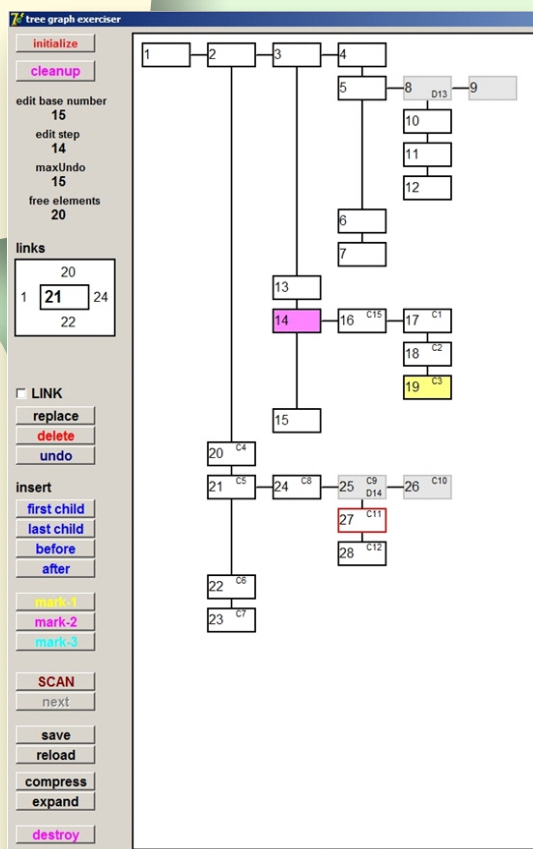 tree graph exerciser
initialize
cleanup
edit base number
15
edit step
14
maxUndo
15
free elements
20
links
20
1 21 24
22
LINK
replace
delete
undo
insert
first child
last child
before
after
mark-1
mark-2
mark-3
SCAN
next
save
reload
compress
expand
destroy
1 2 3 4
5 8 D13 9
10
11
12
6
7
13
14 16 C15 17 C1
18 C2
19 C3
15
20 C4
21 C5 24 C8 25 C9 D14 26 C10
27 C11
28 C12
22 C6
23 C7